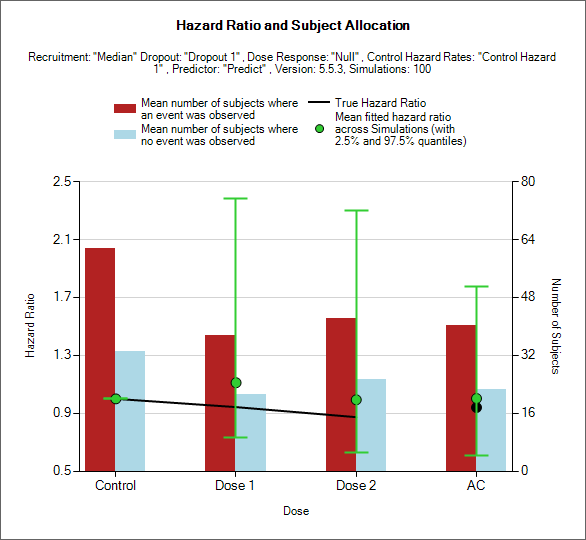 Hazard Ratio and Subject Allocation
Recruitment: "Median" Dropout: "Dropout 1" , Dose Response: "Null" , Control Hazard Rates: "Control Hazard
1" , Predictor: "Predict" , Version: 5.5.3, Simulations: 100
Mean number of subjects where
an event was observed
Mean number of subjects where
no event was observed
True Hazard Ratio
Mean fitted hazard ratio
across Simulations (with
2.5% and 97.5% quantiles)
Hazard Ratio
2.5
2.1
1.7
1.3
0.9
0.5
80
64
48
32
16
0
Number of Subjects
Control
Dose 1
Dose 2
AC
Dose